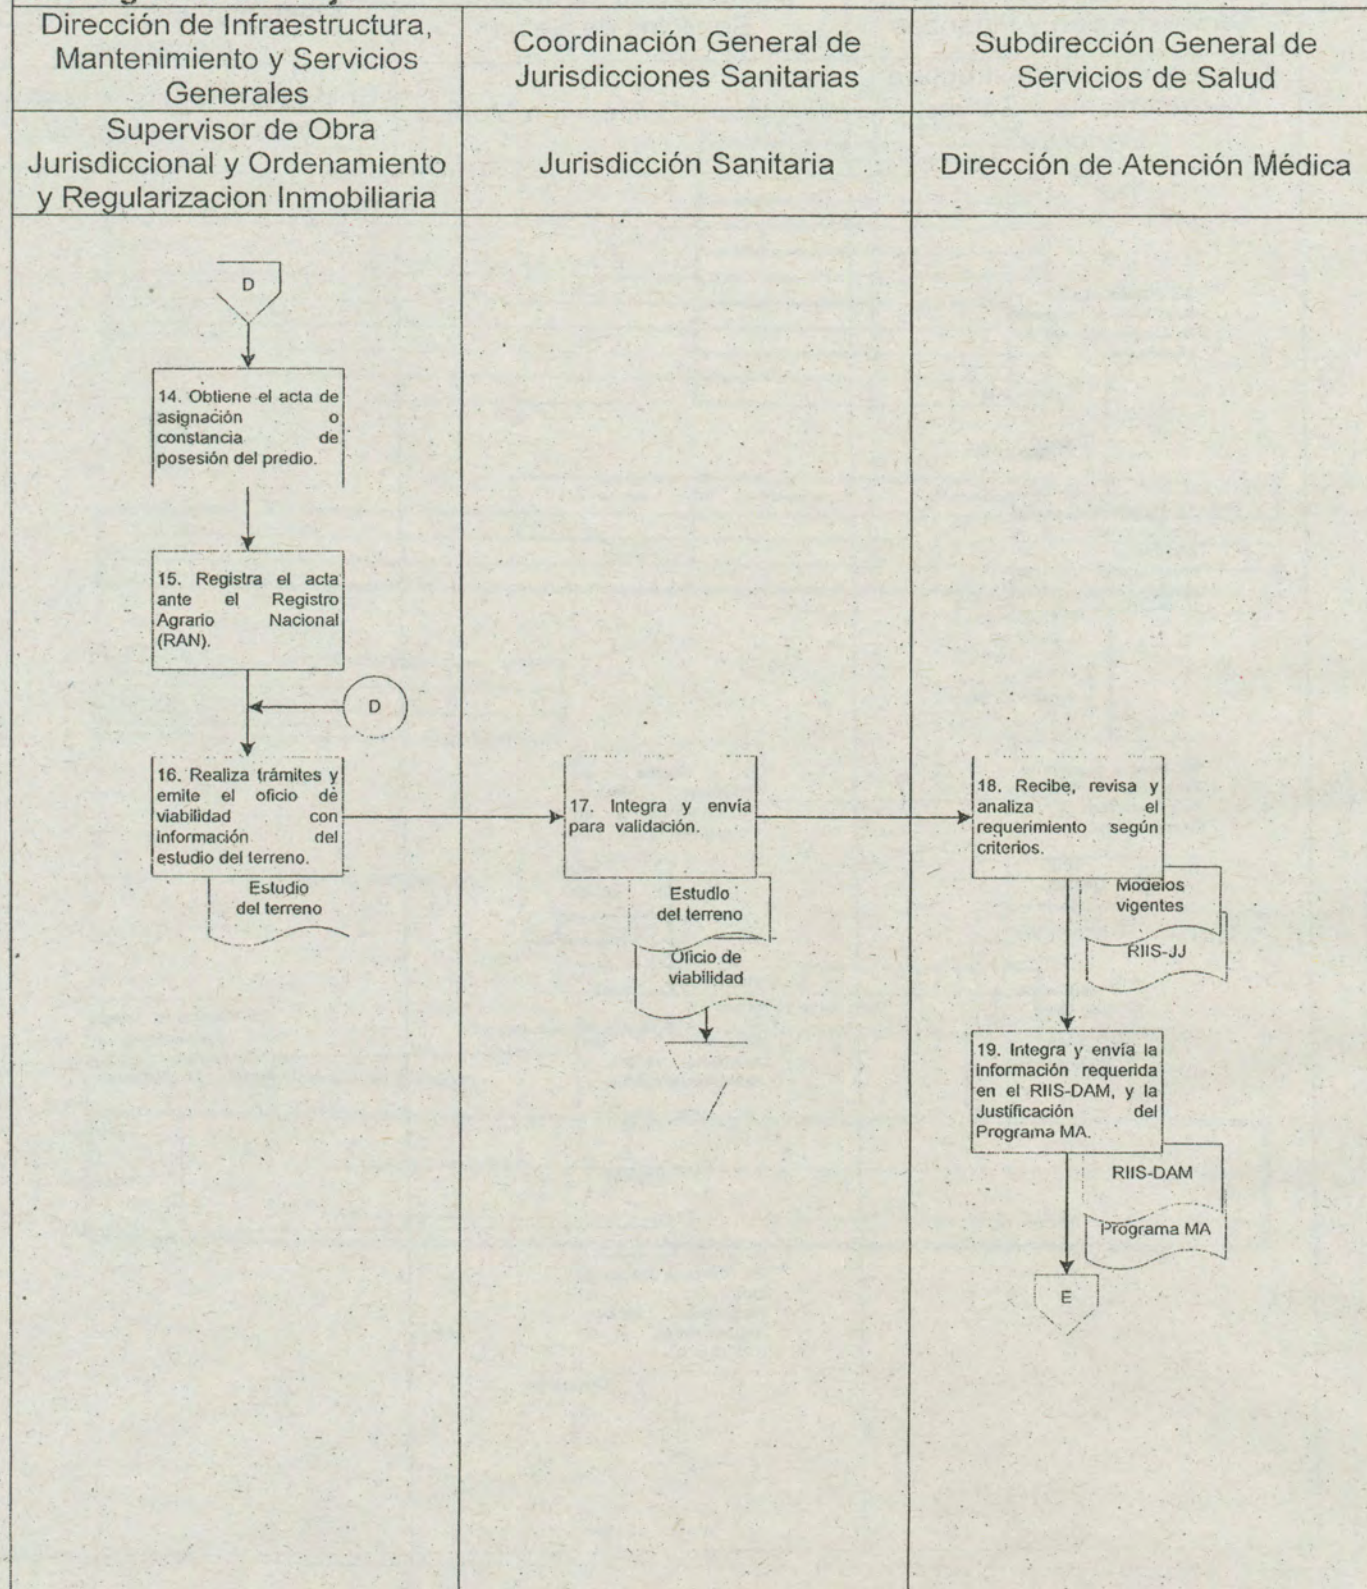 Dirección de Infraestructura,
Mantenimiento y Servicios
Generales
Coordinación General de
Jurisdicciones Sanitarias
Subdirección General de
Servicios de Salud
Supervisor de Obra
Jurisdiccional y Ordenamiento
y Regularizacion Inmobiliaria
Jurisdicción Sanitaria
Dirección de Atención Médica
D
14. Obtiene el acta de
asignación o
constancia de
posesión del predio.
15. Registra el acta
ante el Registro
Agrario Nacional
(RAN).
D
16. Realiza trámites y
emite el oficio de
viabilidad con
información del
estudio del terreno.
Estudio
del terreno
17. Integra y envía
para validación.
Estudio
del terreno
Oficio de
viabilidad
18. Recibe, revisa y
analiza el
requerimiento según
criterios.
Modelos
vigentes
RIIS-JJ
19. Integra y envía la
información requerida
en el RIIS-DAM, y la
Justificación del
Programa MA.
RIIS-DAM
Programa MA
E